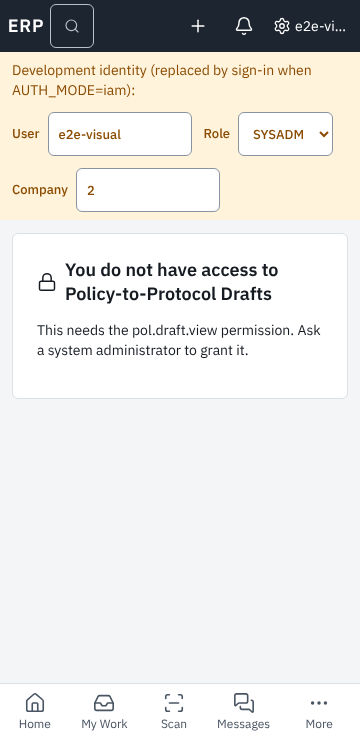 ERP
e2e-vi...
Development identity (replaced by sign-in when
AUTH_MODE=iam):
User e2e-visual Role SYSADM
Company 2
You do not have access to
Policy-to-Protocol Drafts
This needs the pol.draft.view permission. Ask
a system administrator to grant it.
Home My Work Scan Messages More